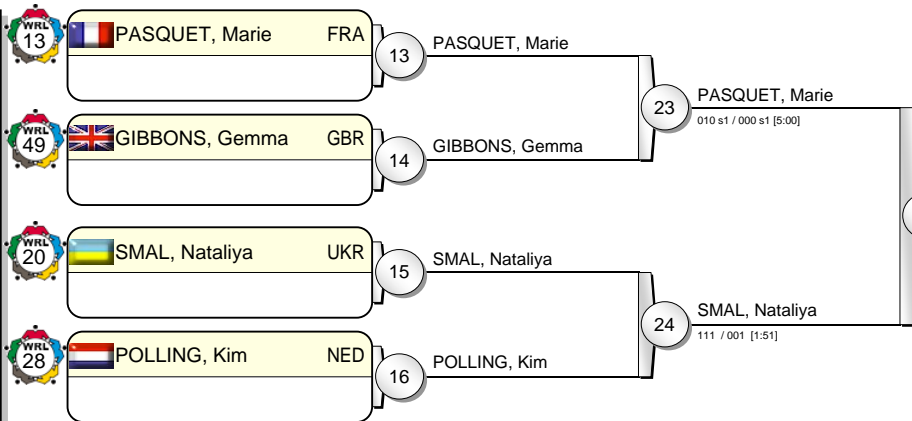 WRL
13
PASQUET, Marie FRA
13
PASQUET, Marie
23
PASQUET, Marie
010 s1 / 000 s1 [5:00]
WRL
49
GIBBONS, Gemma GBR
14
GIBBONS, Gemma
WRL
20
SMAL, Nataliya UKR
15
SMAL, Nataliya
24
SMAL, Nataliya
111 / 001 [1:51]
WRL
28
POLLING, Kim NED
16
POLLING, Kim